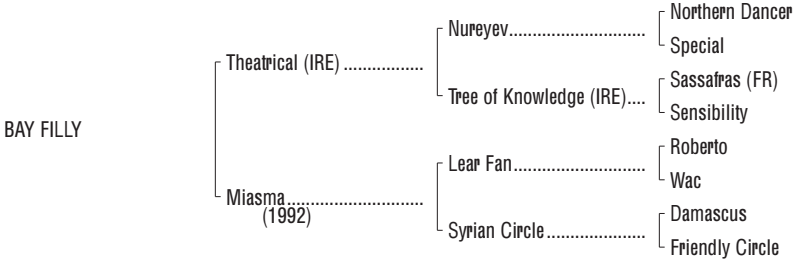 Northern Dancer
Nureyev..............................
Special
Theatrical (IRE) .................
Sassafras (FR)
Tree of Knowledge (IRE)....
Sensibility
BAY FILLY
Roberto
Lear Fan.............................
Wac
Miasma.............................
(1992)
Damascus
Syrian Circle......................
Friendly Circle